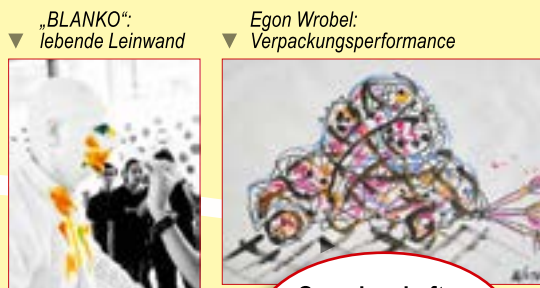 „BLANKO“:
lebende Leinwand
Egon Wrobel:
Verpackungsperformance